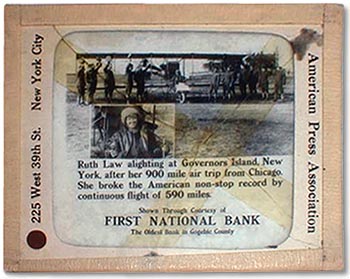 225 West 39th St. New York City
American Press Association
Ruth Law alighting at Governors Island, New
York, after her 900 mile air trip from Chicago.
She broke the American non-stop record by
continuous flight of 590 miles.
Shown Through Courtesy of
FIRST NATIONAL BANK
The Oldest Bank in Gogebic County